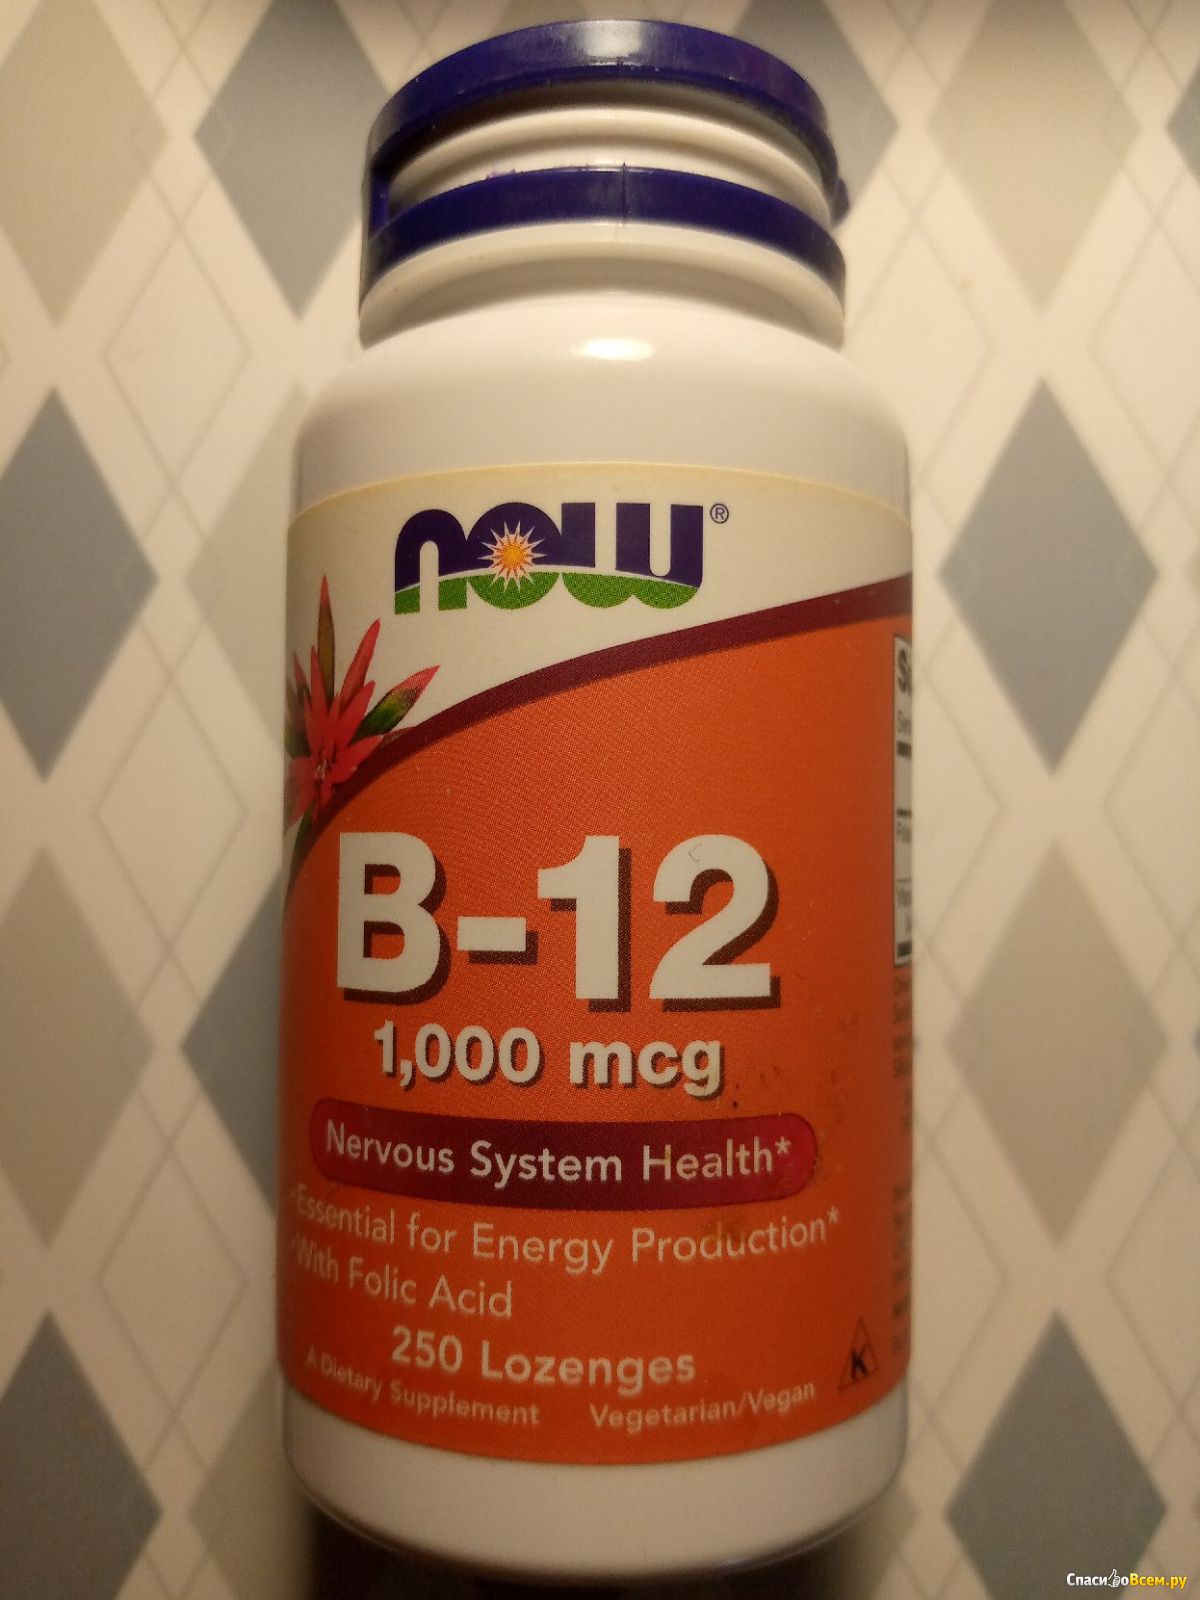 now®
B-12
1,000 mcg
Nervous System Health*
Essential for Energy Production*
With Folic Acid
250 Lozenges
A Dietary Supplement Vegetarian/Vegan
K
СпасибоВсем.ру